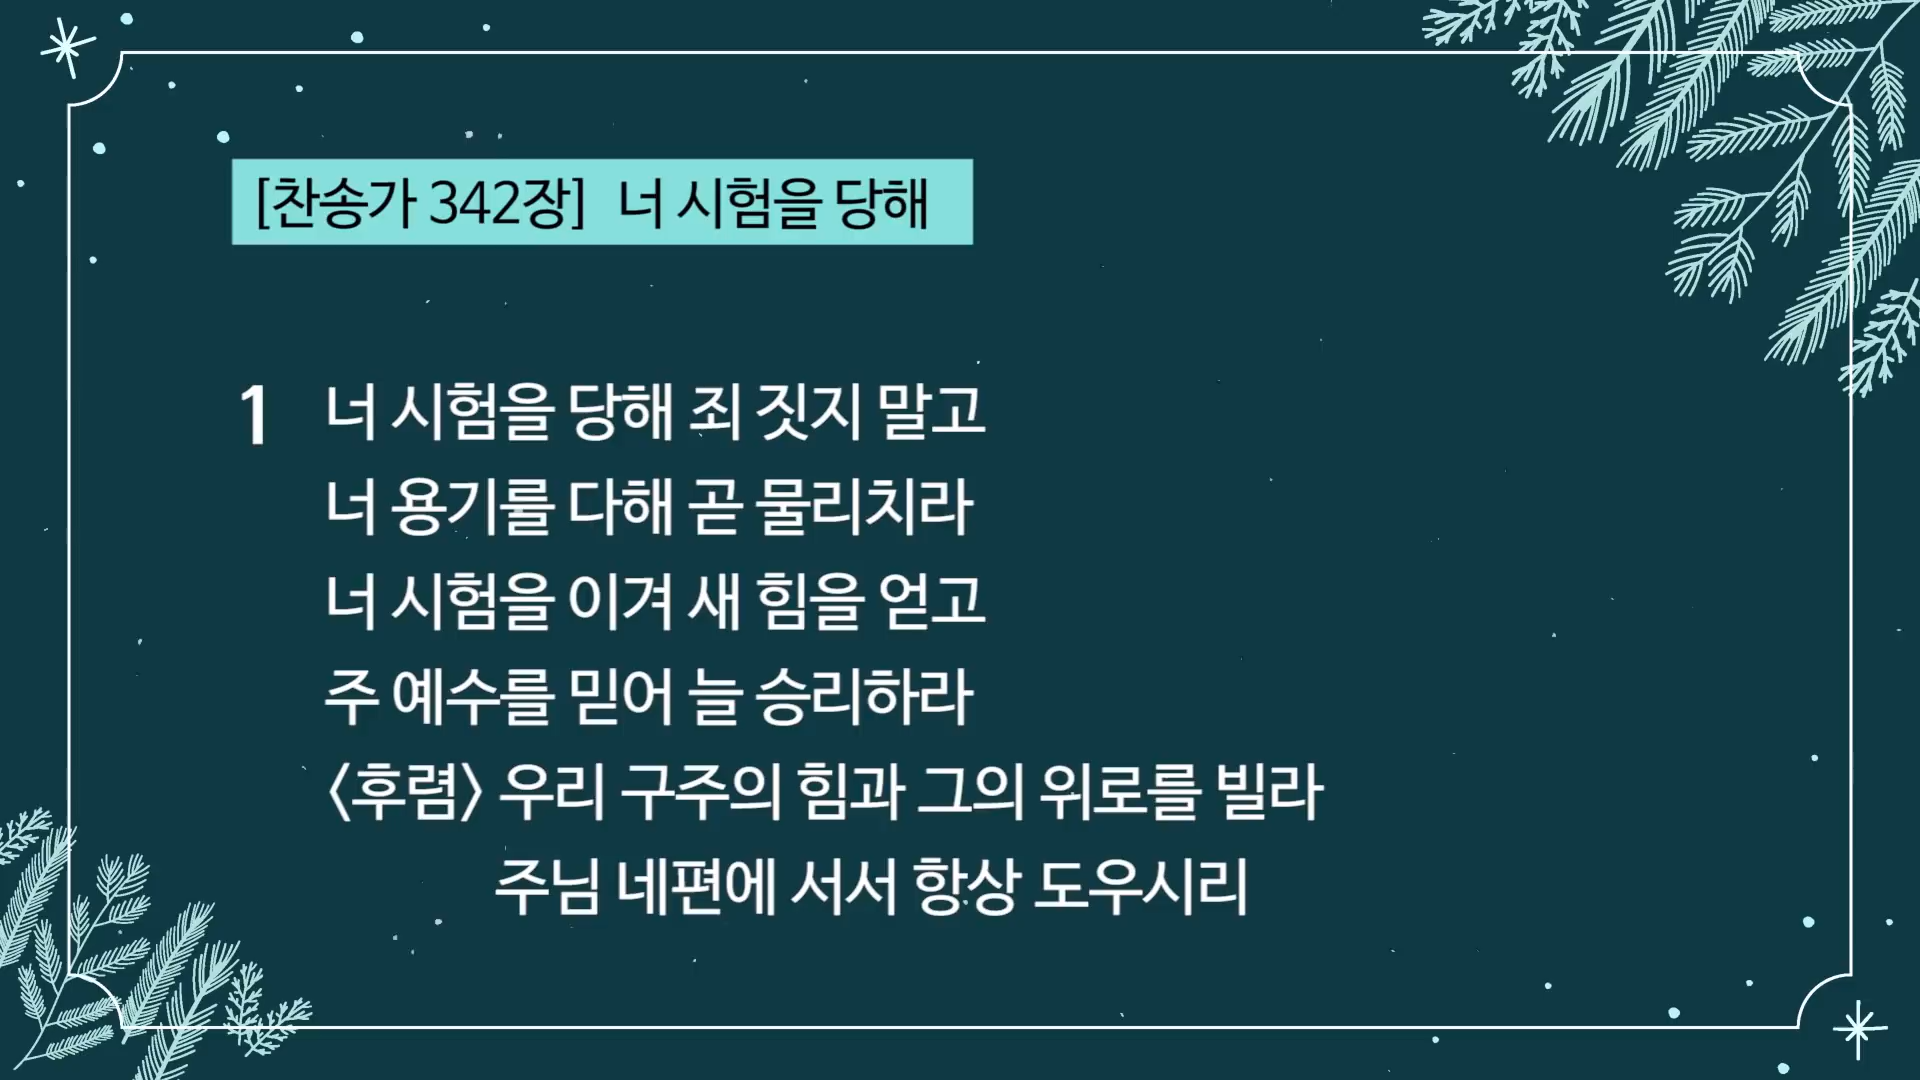 [찬송가 342장] 너 시험을 당해
1 너 시험을 당해 죄 짓지 말고
너 용기를 다해 곧 물리치라
너 시험을 이겨 새 힘을 얻고
주 예수를 믿어 늘 승리하라
〈후렴〉 우리 구주의 힘과 그의 위로를 빌라
주님 네편에 서서 항상 도우시리